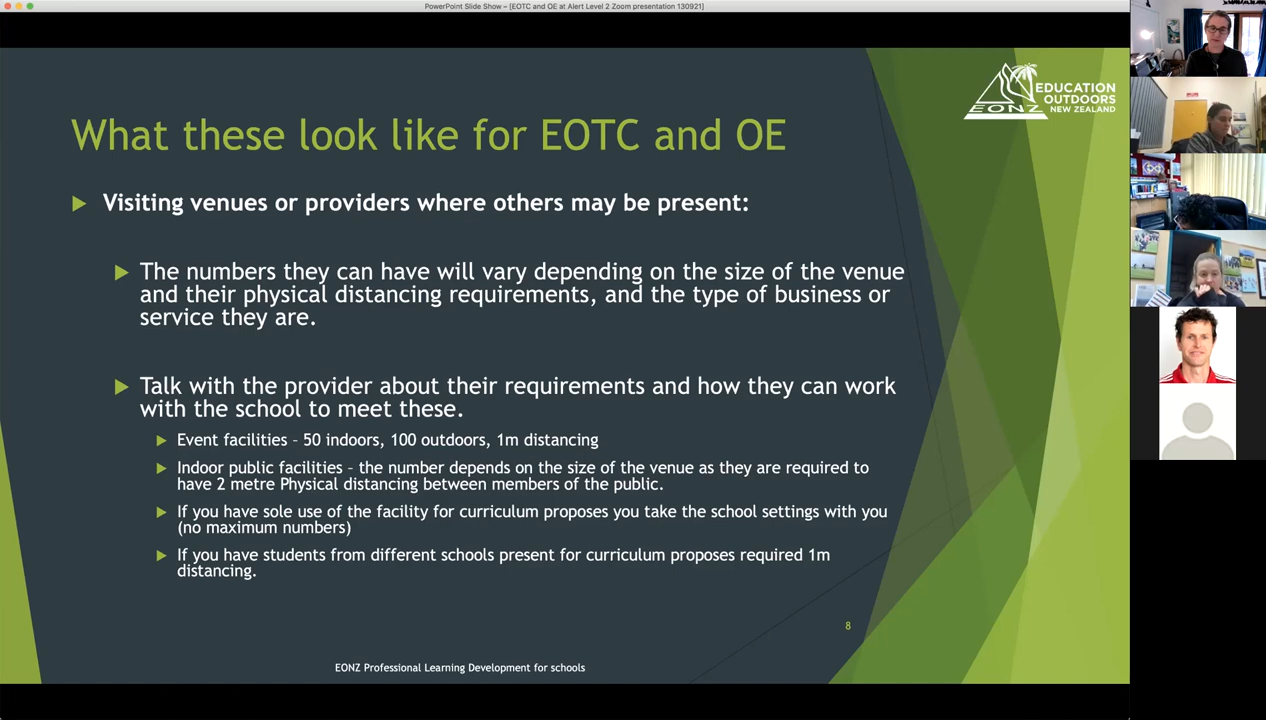 PowerPoint Slide Show – [EOTC and OE at Alert Level 2 Zoom presentation 130921]
EDUCATION
OUTDOORS
NEW ZEALAND
EONZ
What these look like for EOTC and OE
Visiting venues or providers where others may be present:
The numbers they can have will vary depending on the size of the venue
and their physical distancing requirements, and the type of business or
service they are.
Talk with the provider about their requirements and how they can work
with the school to meet these.
Event facilities – 50 indoors, 100 outdoors, 1m distancing
Indoor public facilities – the number depends on the size of the venue as they are required to
have 2 metre Physical distancing between members of the public.
If you have sole use of the facility for curriculum proposes you take the school settings with you
(no maximum numbers)
If you have students from different schools present for curriculum proposes required 1m
distancing.
8
EONZ Professional Learning Development for schools